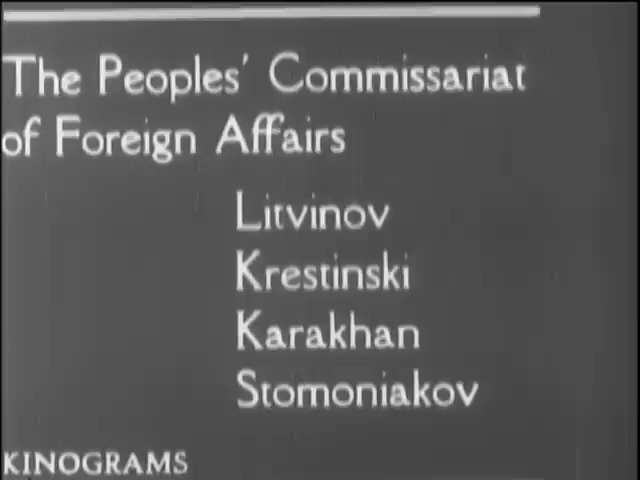 The Peoples' Commissariat
of Foreign Affairs
Litvinov
Krestinski
Karakhan
Stomoniakov
KINOGRAMS